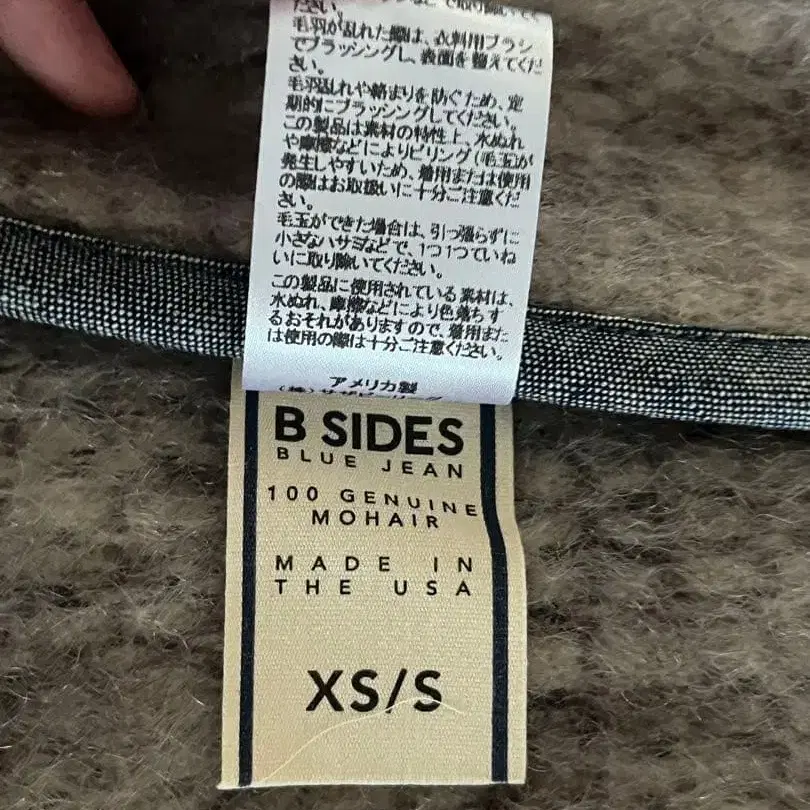 ださい。
毛羽が乱れた際は、衣料用ブラシ
でブラッシングし、表面を整えてくだ
さい。
毛羽乱れや絡まりを防ぐため、定
期的にブラッシングしてください。
この製品は素材の特性上、水ぬれ
や摩擦などによりピリング(毛玉)が
発生しやすいため、着用または使用
の際はお取扱いに十分ご注意くだ
さい。
毛玉ができた場合は、引っ張らずに
小さなハサミなどで、1つ1つていね
いに取り除いてください。
この製品に使用されている素材は、
水ぬれ、摩擦などにより色落ちす
るおそれがありますので、着用また
は使用の際は十分ご注意ください。
アメリカ製
B SIDES
BLUE JEAN
100 GENUINE
MOHAIR
MADE IN
THE USA
XS/S